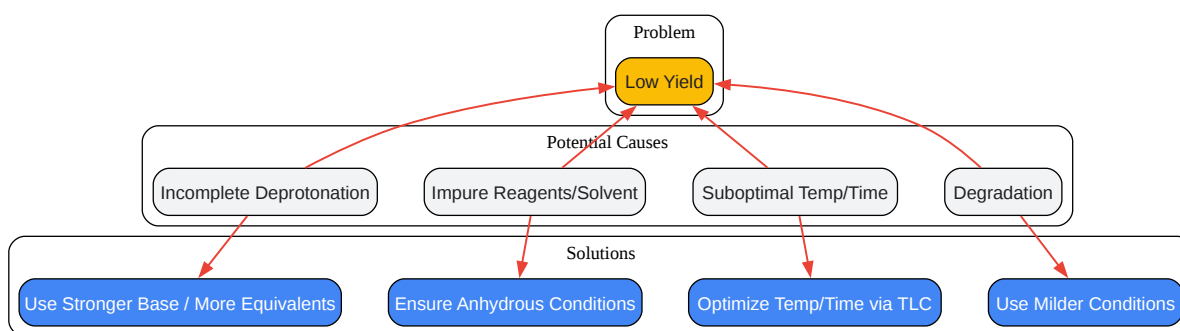 Problem
Low Yield
Potential Causes
Incomplete Deprotonation
Impure Reagents/Solvent
Suboptimal Temp/Time
Degradation
Solutions
Use Stronger Base / More Equivalents
Ensure Anhydrous Conditions
Optimize Temp/Time via TLC
Use Milder Conditions